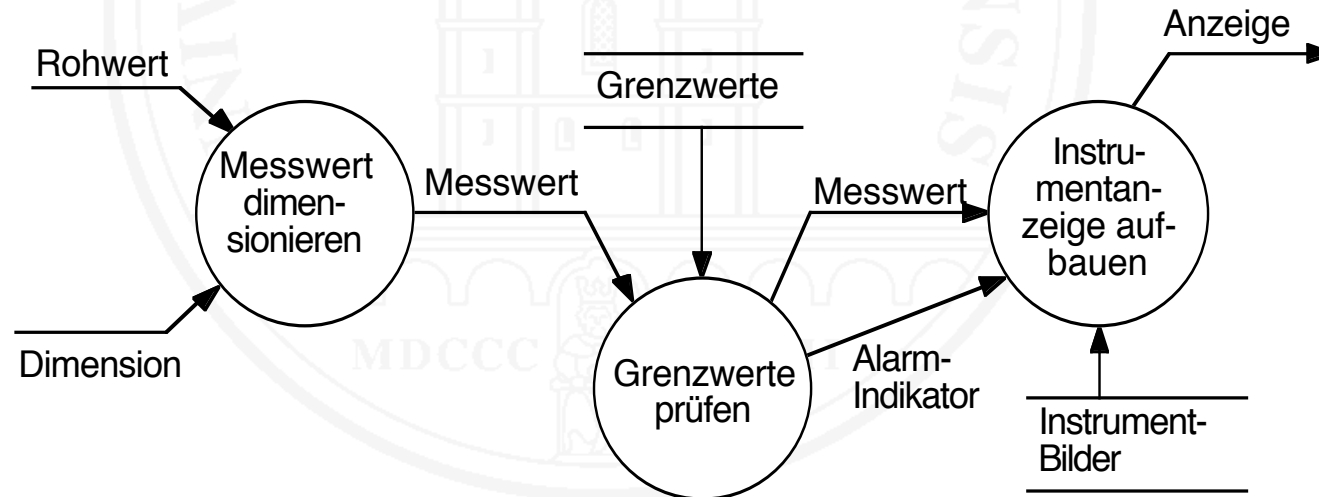 Anzeige
Rohwert
Grenzwerte
Messwert
dimen-
sionieren
Messwert
Messwert
Instru-
mentan-
zeige auf-
bauen
Dimension
Grenzwerte
prüfen
Alarm-
Indikator
Instrument-
Bilder
MDCCC